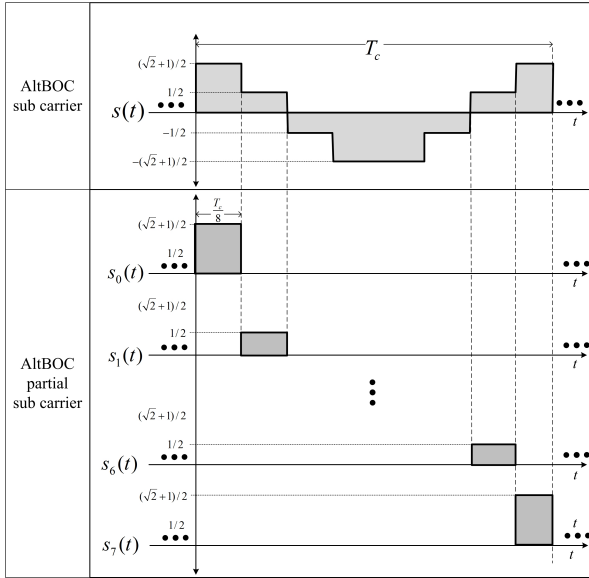 AltBOC
sub carrier
T_c
(√2+1)/2
1/2
s(t)
−1/2
−(√2+1)/2
t
AltBOC
partial
sub carrier
T_c/8
(√2+1)/2
1/2
s_0(t)
t
(√2+1)/2
1/2
s_1(t)
t
(√2+1)/2
1/2
s_6(t)
t
(√2+1)/2
1/2
s_7(t)
t
t